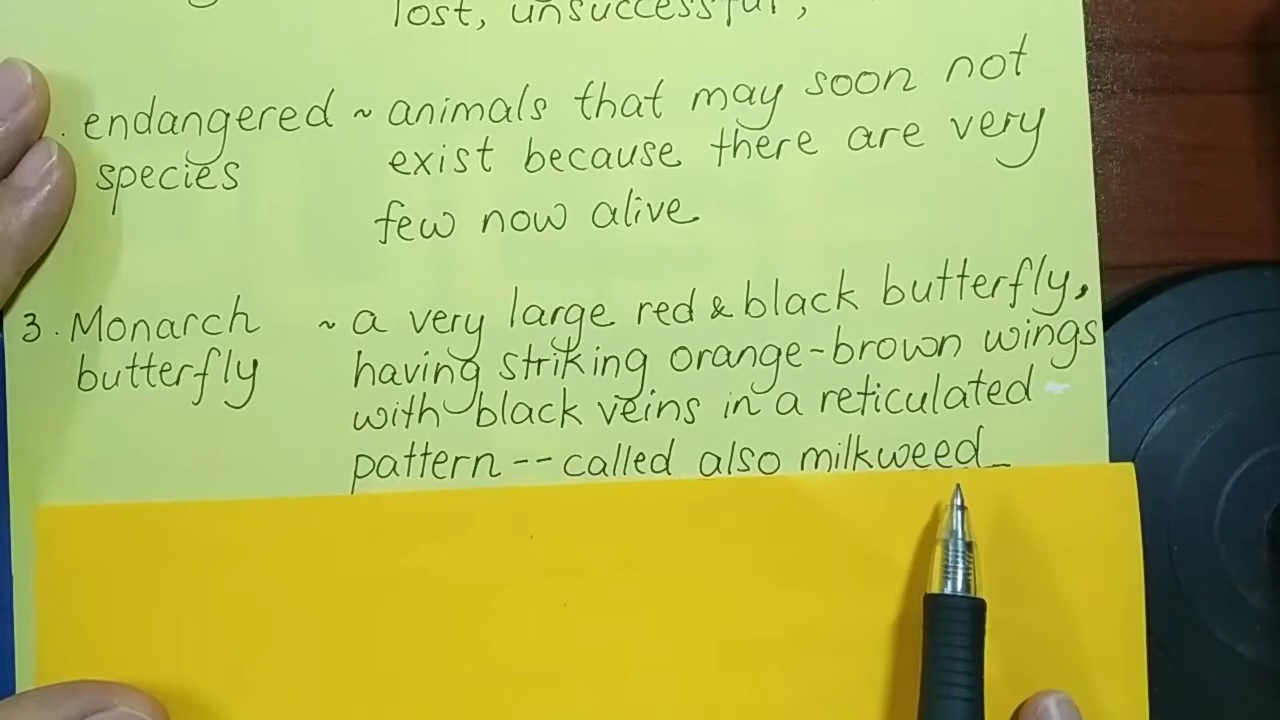 lost, unsuccessful,
endangered ~ animals that may soon not
species exist because there are very
few now alive
3. Monarch ~ a very large red & black butterfly,
butterfly having striking orange-brown wings
with black veins in a reticulated
pattern -- called also milkweed